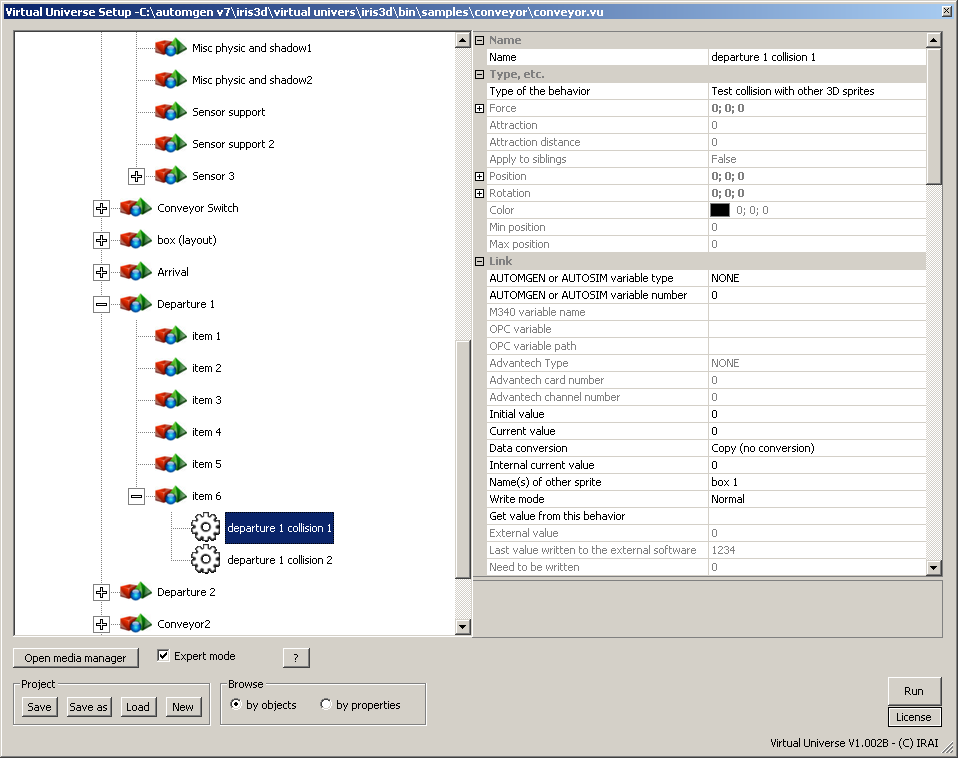 Virtual Universe Setup -C:\automgen v7\iris3d\virtual univers\iris3d\bin\samples\conveyor\conveyor.vu
Misc physic and shadow1
Misc physic and shadow2
Sensor support
Sensor support 2
Sensor 3
Conveyor Switch
box (layout)
Arrival
Departure 1
item 1
item 2
item 3
item 4
item 5
item 6
departure 1 collision 1
departure 1 collision 2
Departure 2
Conveyor2
Name
Name departure 1 collision 1
Type, etc.
Type of the behavior Test collision with other 3D sprites
Force 0; 0; 0
Attraction 0
Attraction distance 0
Apply to siblings False
Position 0; 0; 0
Rotation 0; 0; 0
Color 0; 0; 0
Min position 0
Max position 0
Link
AUTOMGEN or AUTOSIM variable type NONE
AUTOMGEN or AUTOSIM variable number 0
M340 variable name
OPC variable
OPC variable path
Advantech Type NONE
Advantech card number 0
Advantech channel number 0
Initial value 0
Current value 0
Data conversion Copy (no conversion)
Internal current value 0
Name(s) of other sprite box 1
Write mode Normal
Get value from this behavior
External value 0
Last value written to the external software 1234
Need to be written 0
Open media manager Expert mode ?
Project
Save Save as Load New
Browse
by objects by properties
Run
License
Virtual Universe V1.002B - (C) IRAI